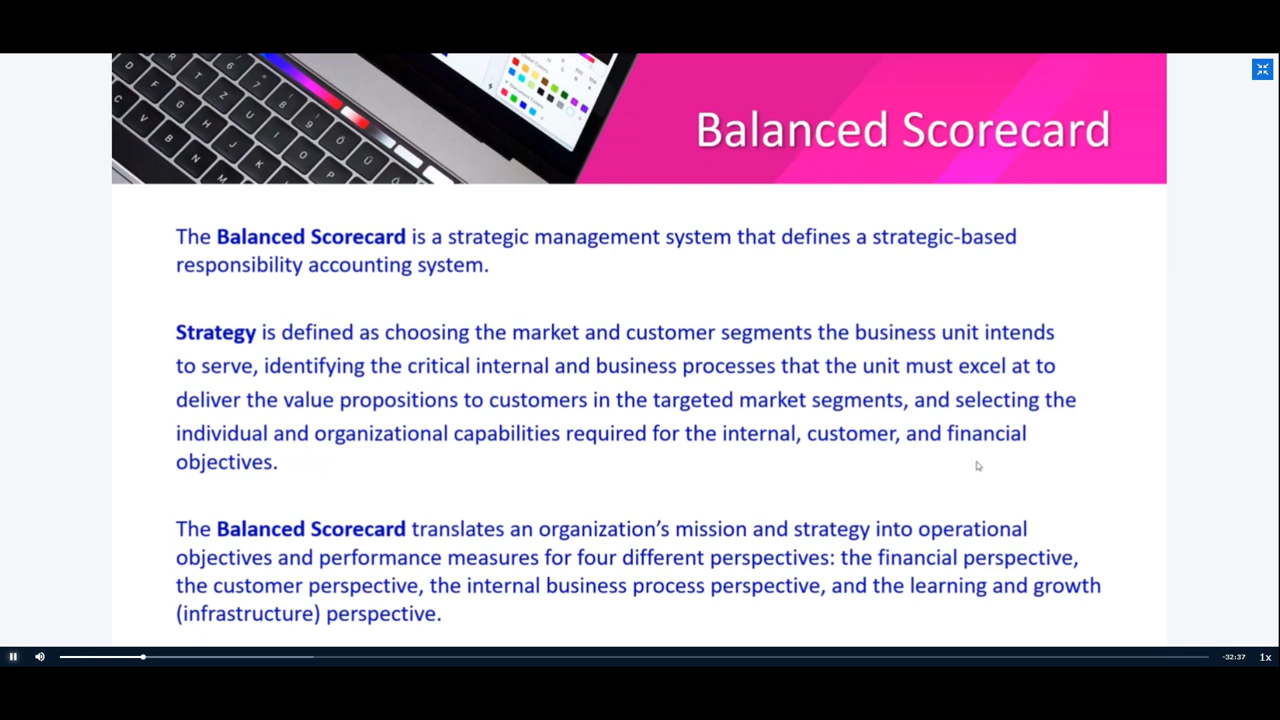 Balanced Scorecard
The Balanced Scorecard is a strategic management system that defines a strategic-based
responsibility accounting system.
Strategy is defined as choosing the market and customer segments the business unit intends
to serve, identifying the critical internal and business processes that the unit must excel at to
deliver the value propositions to customers in the targeted market segments, and selecting the
individual and organizational capabilities required for the internal, customer, and financial
objectives.
The Balanced Scorecard translates an organization's mission and strategy into operational
objectives and performance measures for four different perspectives: the financial perspective,
the customer perspective, the internal business process perspective, and the learning and growth
(infrastructure) perspective.
-32:37
1x